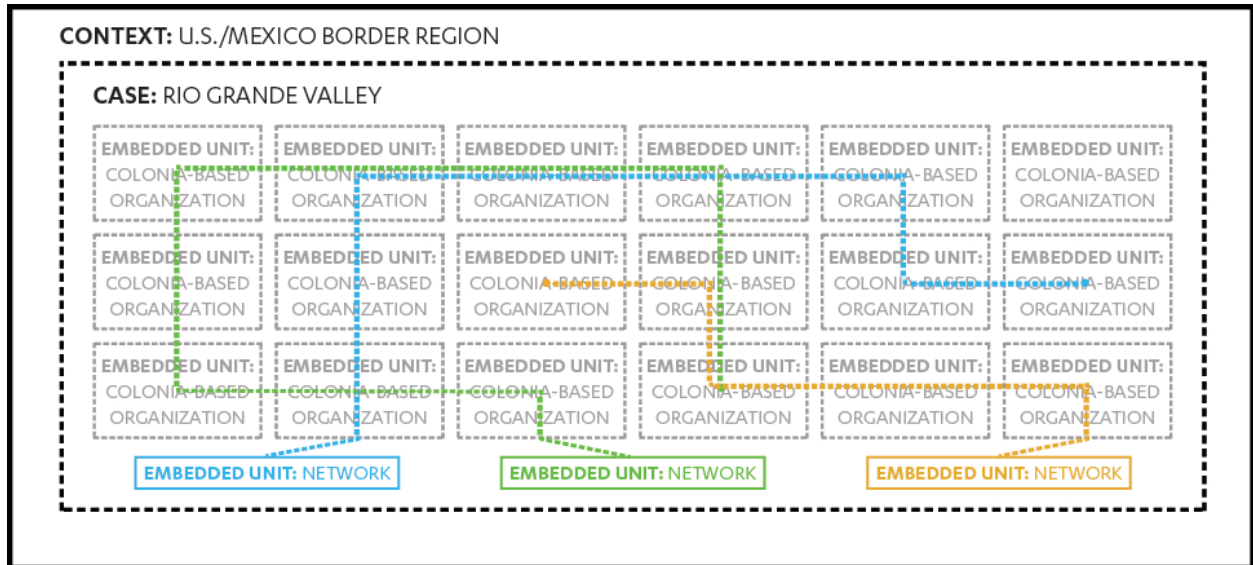 CONTEXT: U.S./MEXICO BORDER REGION
CASE: RIO GRANDE VALLEY
EMBEDDED UNIT: EMBEDDED UNIT: EMBEDDED UNIT: EMBEDDED UNIT: EMBEDDED UNIT: EMBEDDED UNIT:
COLONIA-BASED COLONIA-BASED COLONIA-BASED COLONIA-BASED COLONIA-BASED COLONIA-BASED
ORGANIZATION ORGANIZATION ORGANIZATION ORGANIZATION ORGANIZATION ORGANIZATION
EMBEDDED UNIT: EMBEDDED UNIT: EMBEDDED UNIT: EMBEDDED UNIT: EMBEDDED UNIT: EMBEDDED UNIT:
COLONIA-BASED COLONIA-BASED COLONIA-BASED COLONIA-BASED COLONIA-BASED COLONIA-BASED
ORGANIZATION ORGANIZATION ORGANIZATION ORGANIZATION ORGANIZATION ORGANIZATION
EMBEDDED UNIT: EMBEDDED UNIT: EMBEDDED UNIT: EMBEDDED UNIT: EMBEDDED UNIT: EMBEDDED UNIT:
COLONIA-BASED COLONIA-BASED COLONIA-BASED COLONIA-BASED COLONIA-BASED COLONIA-BASED
ORGANIZATION ORGANIZATION ORGANIZATION ORGANIZATION ORGANIZATION ORGANIZATION
EMBEDDED UNIT: NETWORK EMBEDDED UNIT: NETWORK EMBEDDED UNIT: NETWORK